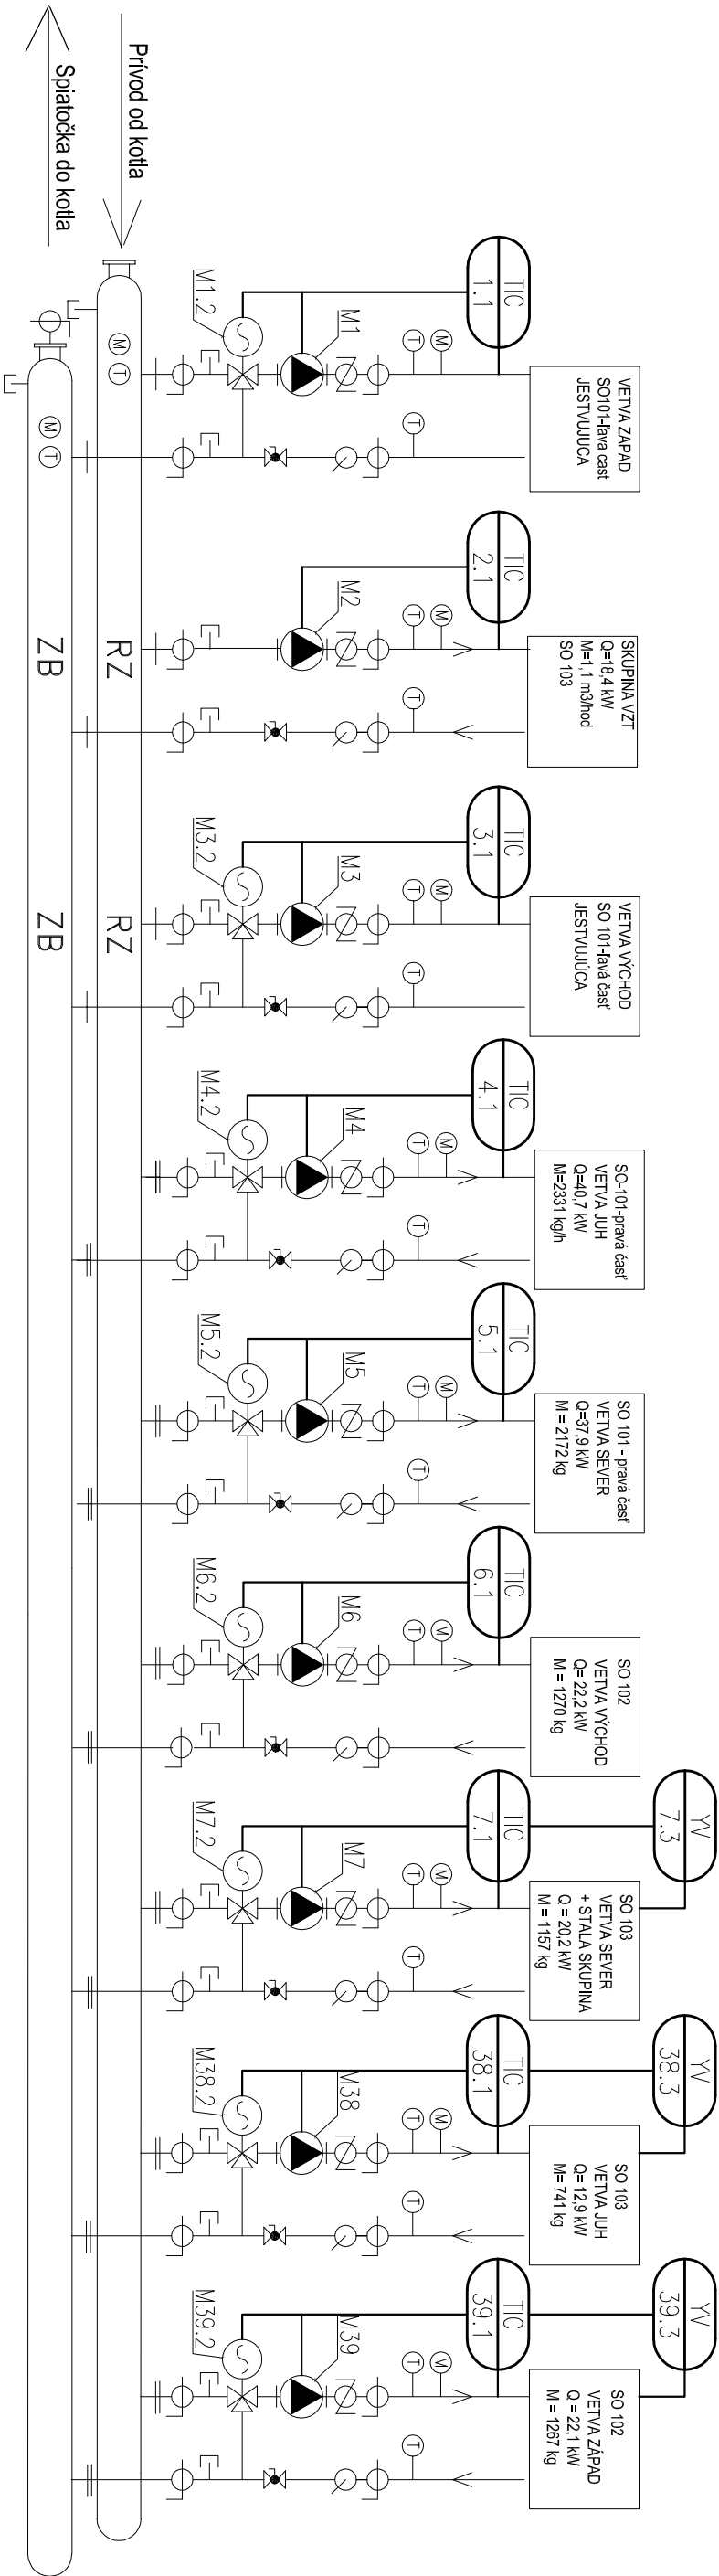 Prívod od kotla
Spiatočka do kotla
TIC
1.1
M1
M1.2
T
M
T
M
T
M
T
VETVA ZAPAD
SO101-ľava cast
JESTVUJUCA
TIC
2.1
M2
T
M
T
SKUPINA VZT
Q=18,4 kW
M=1,1 m3/hod
SO 103
RZ
ZB
TIC
3.1
M3
M3.2
T
M
T
VETVA VÝCHOD
SO 101-ľavá časť
JESTVUJÚCA
RZ
ZB
TIC
4.1
M4
M4.2
T
M
T
SO-101-pravá časť
VETVA JUH
Q=40,7 kW
M=2331 kg/h
TIC
5.1
M5
M5.2
T
M
T
SO 101 - pravá časť
VETVA SEVER
Q=37,9 kW
M = 2172 kg
TIC
6.1
M6
M6.2
T
M
T
SO 102
VETVA VÝCHOD
Q= 22,2 kW
M = 1270 kg
YV
7.3
TIC
7.1
M7
M7.2
T
M
T
SO 103
VETVA SEVER
+ STALA SKUPINA
Q = 20,2 kW
M = 1157 kg
YV
38.3
TIC
38.1
M38
M38.2
T
M
T
SO 103
VETVA JUH
Q= 12,9 kW
M= 741 kg
YV
39.3
TIC
39.1
M39
M39.2
T
M
T
SO 102
VETVA ZÁPAD
Q = 22,1 kW
M = 1267 kg